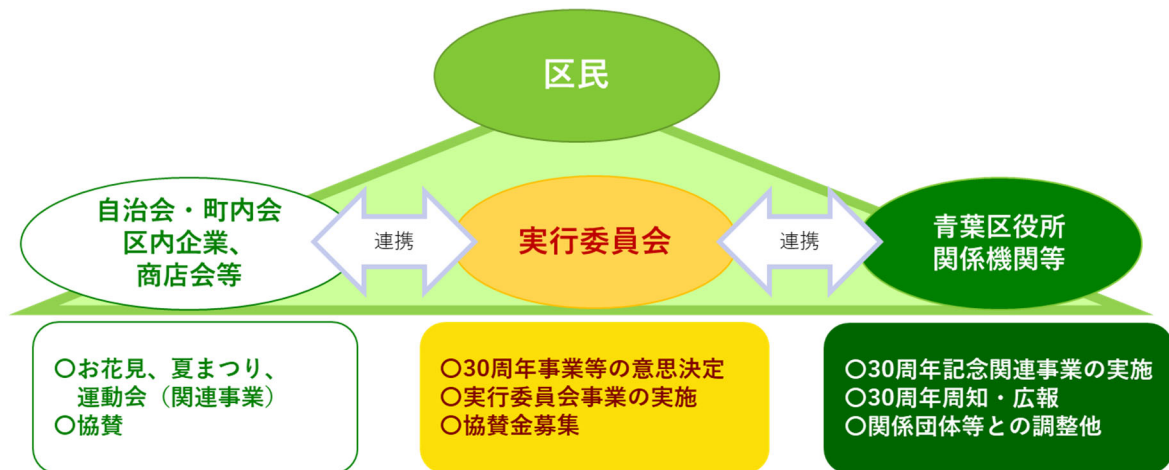 区民
自治会・町内会
区内企業、
商店会等
連携
実行委員会
連携
青葉区役所
関係機関等
〇お花見、夏まつり、
運動会（関連事業）
〇協賛
〇30周年事業等の意思決定
〇実行委員会事業の実施
〇協賛金募集
〇30周年記念関連事業の実施
〇30周年周知・広報
〇関係団体等との調整他